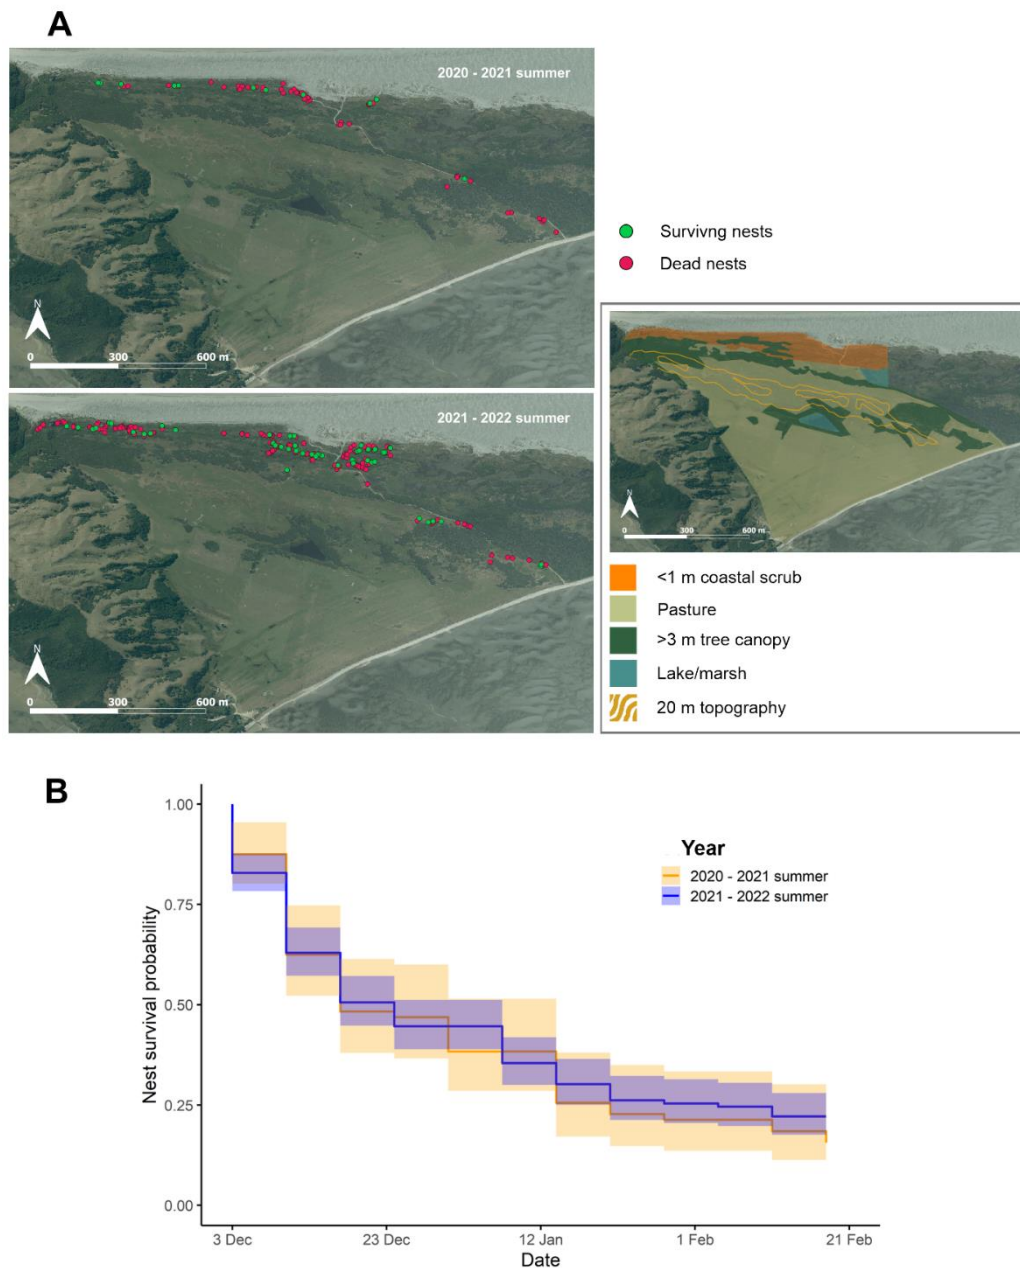 A
2020 - 2021 summer
N
0 300 600 m
Survivng nests
Dead nests
2021 - 2022 summer
N
0 300 600 m
N
0 300 600 m
<1 m coastal scrub
Pasture
>3 m tree canopy
Lake/marsh
20 m topography
B
Nest survival probability
1.00
0.75
0.50
0.25
0.00
Year
2020 - 2021 summer
2021 - 2022 summer
3 Dec 23 Dec 12 Jan 1 Feb 21 Feb
Date